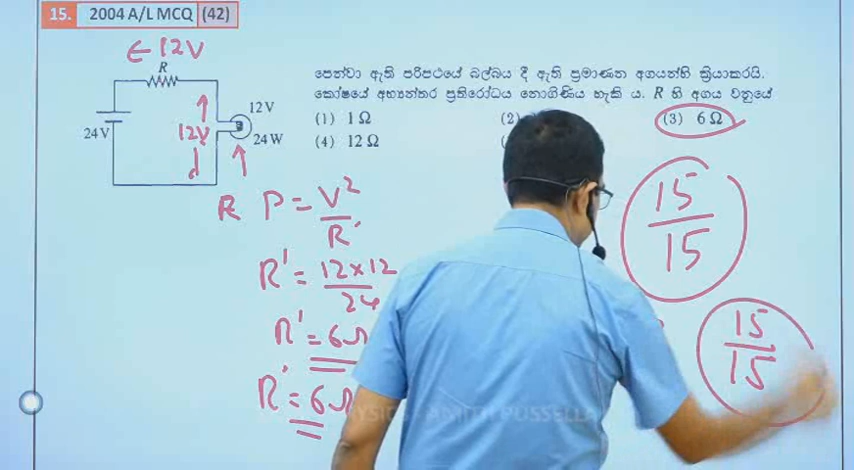 15. 2004 A/L MCQ (42)
← 12V
R
පෙන්වා ඇති පරිපථයේ බල්බය දී ඇති ප්‍රමාණන අගයන්හි ක්‍රියාකරයි.
කෝෂයේ අභ්‍යන්තර ප්‍රතිරෝධය නොගිණිය හැකි ය. R හි අගය වනුයේ
(1) 1 Ω
(2)
(3) 6 Ω
(4) 12 Ω
24 V
12V
12 V
24 W
R P = V²/R'
R' = 12×12/24
R' = 6Ω
R' = 6Ω
15/15
15/15